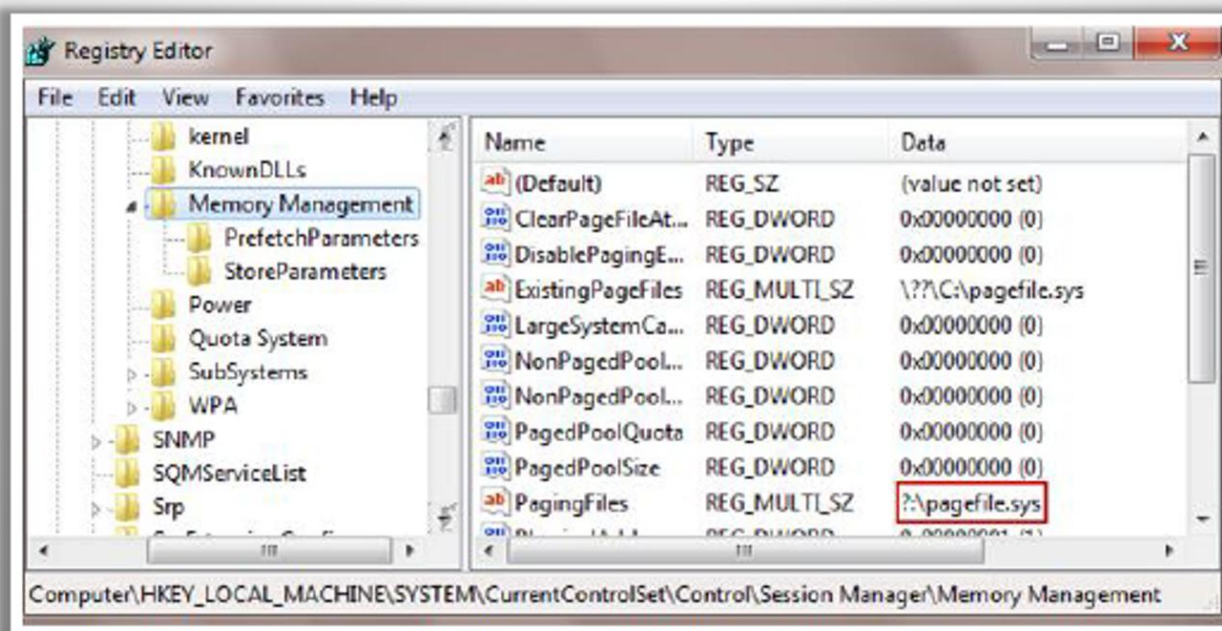 Registry Editor
File Edit View Favorites Help
kernel
KnownDLLs
Memory Management
PrefetchParameters
StoreParameters
Power
Quota System
SubSystems
WPA
SNMP
SQMServiceList
Srp
Name Type Data
(Default) REG_SZ (value not set)
ClearPageFileAt... REG_DWORD 0x00000000 (0)
DisablePagingE... REG_DWORD 0x00000000 (0)
ExistingPageFiles REG_MULTI_SZ \??\C:\pagefile.sys
LargeSystemCa... REG_DWORD 0x00000000 (0)
NonPagedPool... REG_DWORD 0x00000000 (0)
NonPagedPool... REG_DWORD 0x00000000 (0)
PagedPoolQuota REG_DWORD 0x00000000 (0)
PagedPoolSize REG_DWORD 0x00000000 (0)
PagingFiles REG_MULTI_SZ ?:\pagefile.sys
Computer\HKEY_LOCAL_MACHINE\SYSTEM\CurrentControlSet\Control\Session Manager\Memory Management